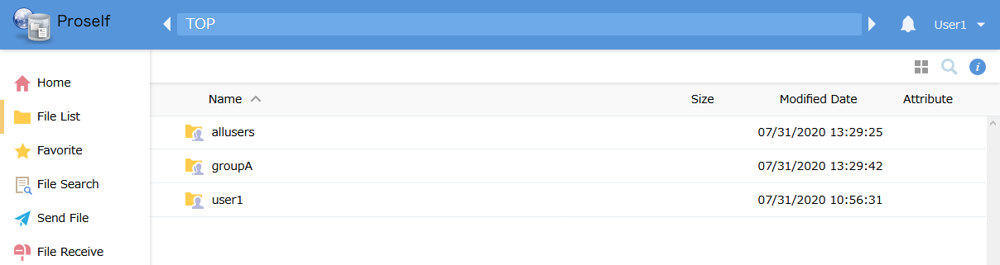 Proself
TOP
User1
Home
File List
Favorite
File Search
Send File
File Receive
Name Size Modified Date Attribute
allusers 07/31/2020 13:29:25
groupA 07/31/2020 13:29:42
user1 07/31/2020 10:56:31